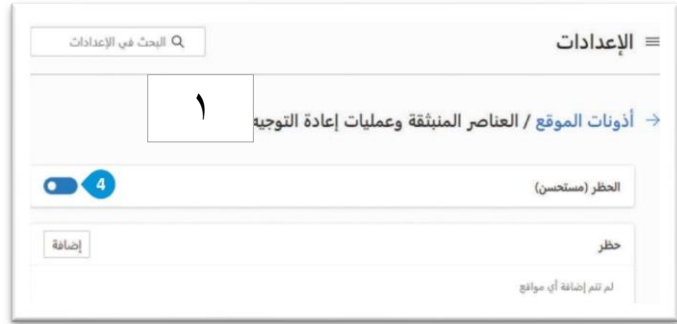 الإعدادات
البحث في الإعدادات
١
أذونات الموقع / العناصر المنبثقة وعمليات إعادة التوجيه
الحظر (مستحسن)
4
حظر
إضافة
لم تتم إضافة أي مواقع